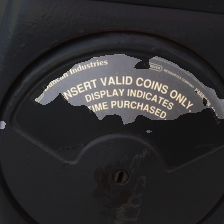 Industries
INSERT VALID COINS ONLY.
DISPLAY INDICATES
TIME PURCHASED.